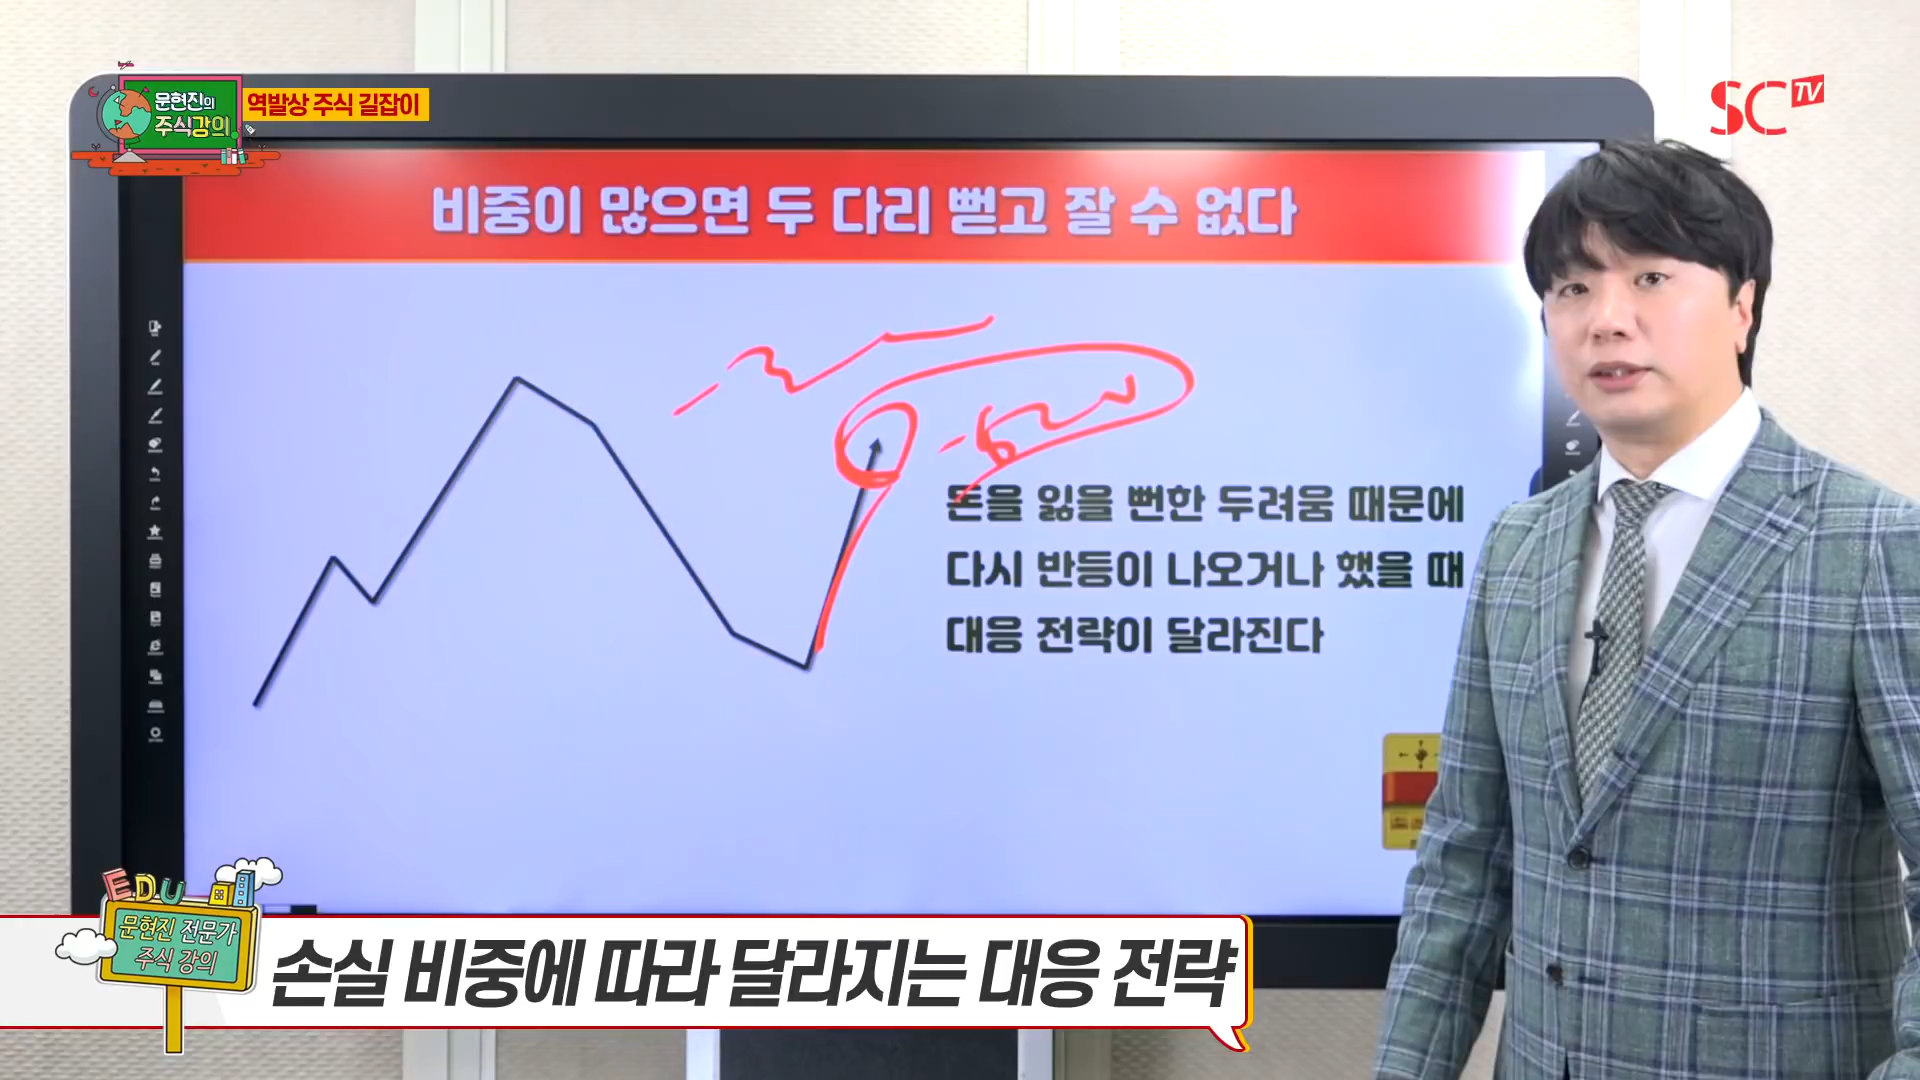 문현진의
주식강의
역발상 주식 길잡이
SC TV
비중이 많으면 두 다리 뻗고 잘 수 없다
돈을 잃을 뻔한 두려움 때문에
다시 반등이 나오거나 했을 때
대응 전략이 달라진다
EDU
문현진 전문가
주식 강의
손실 비중에 따라 달라지는 대응 전략